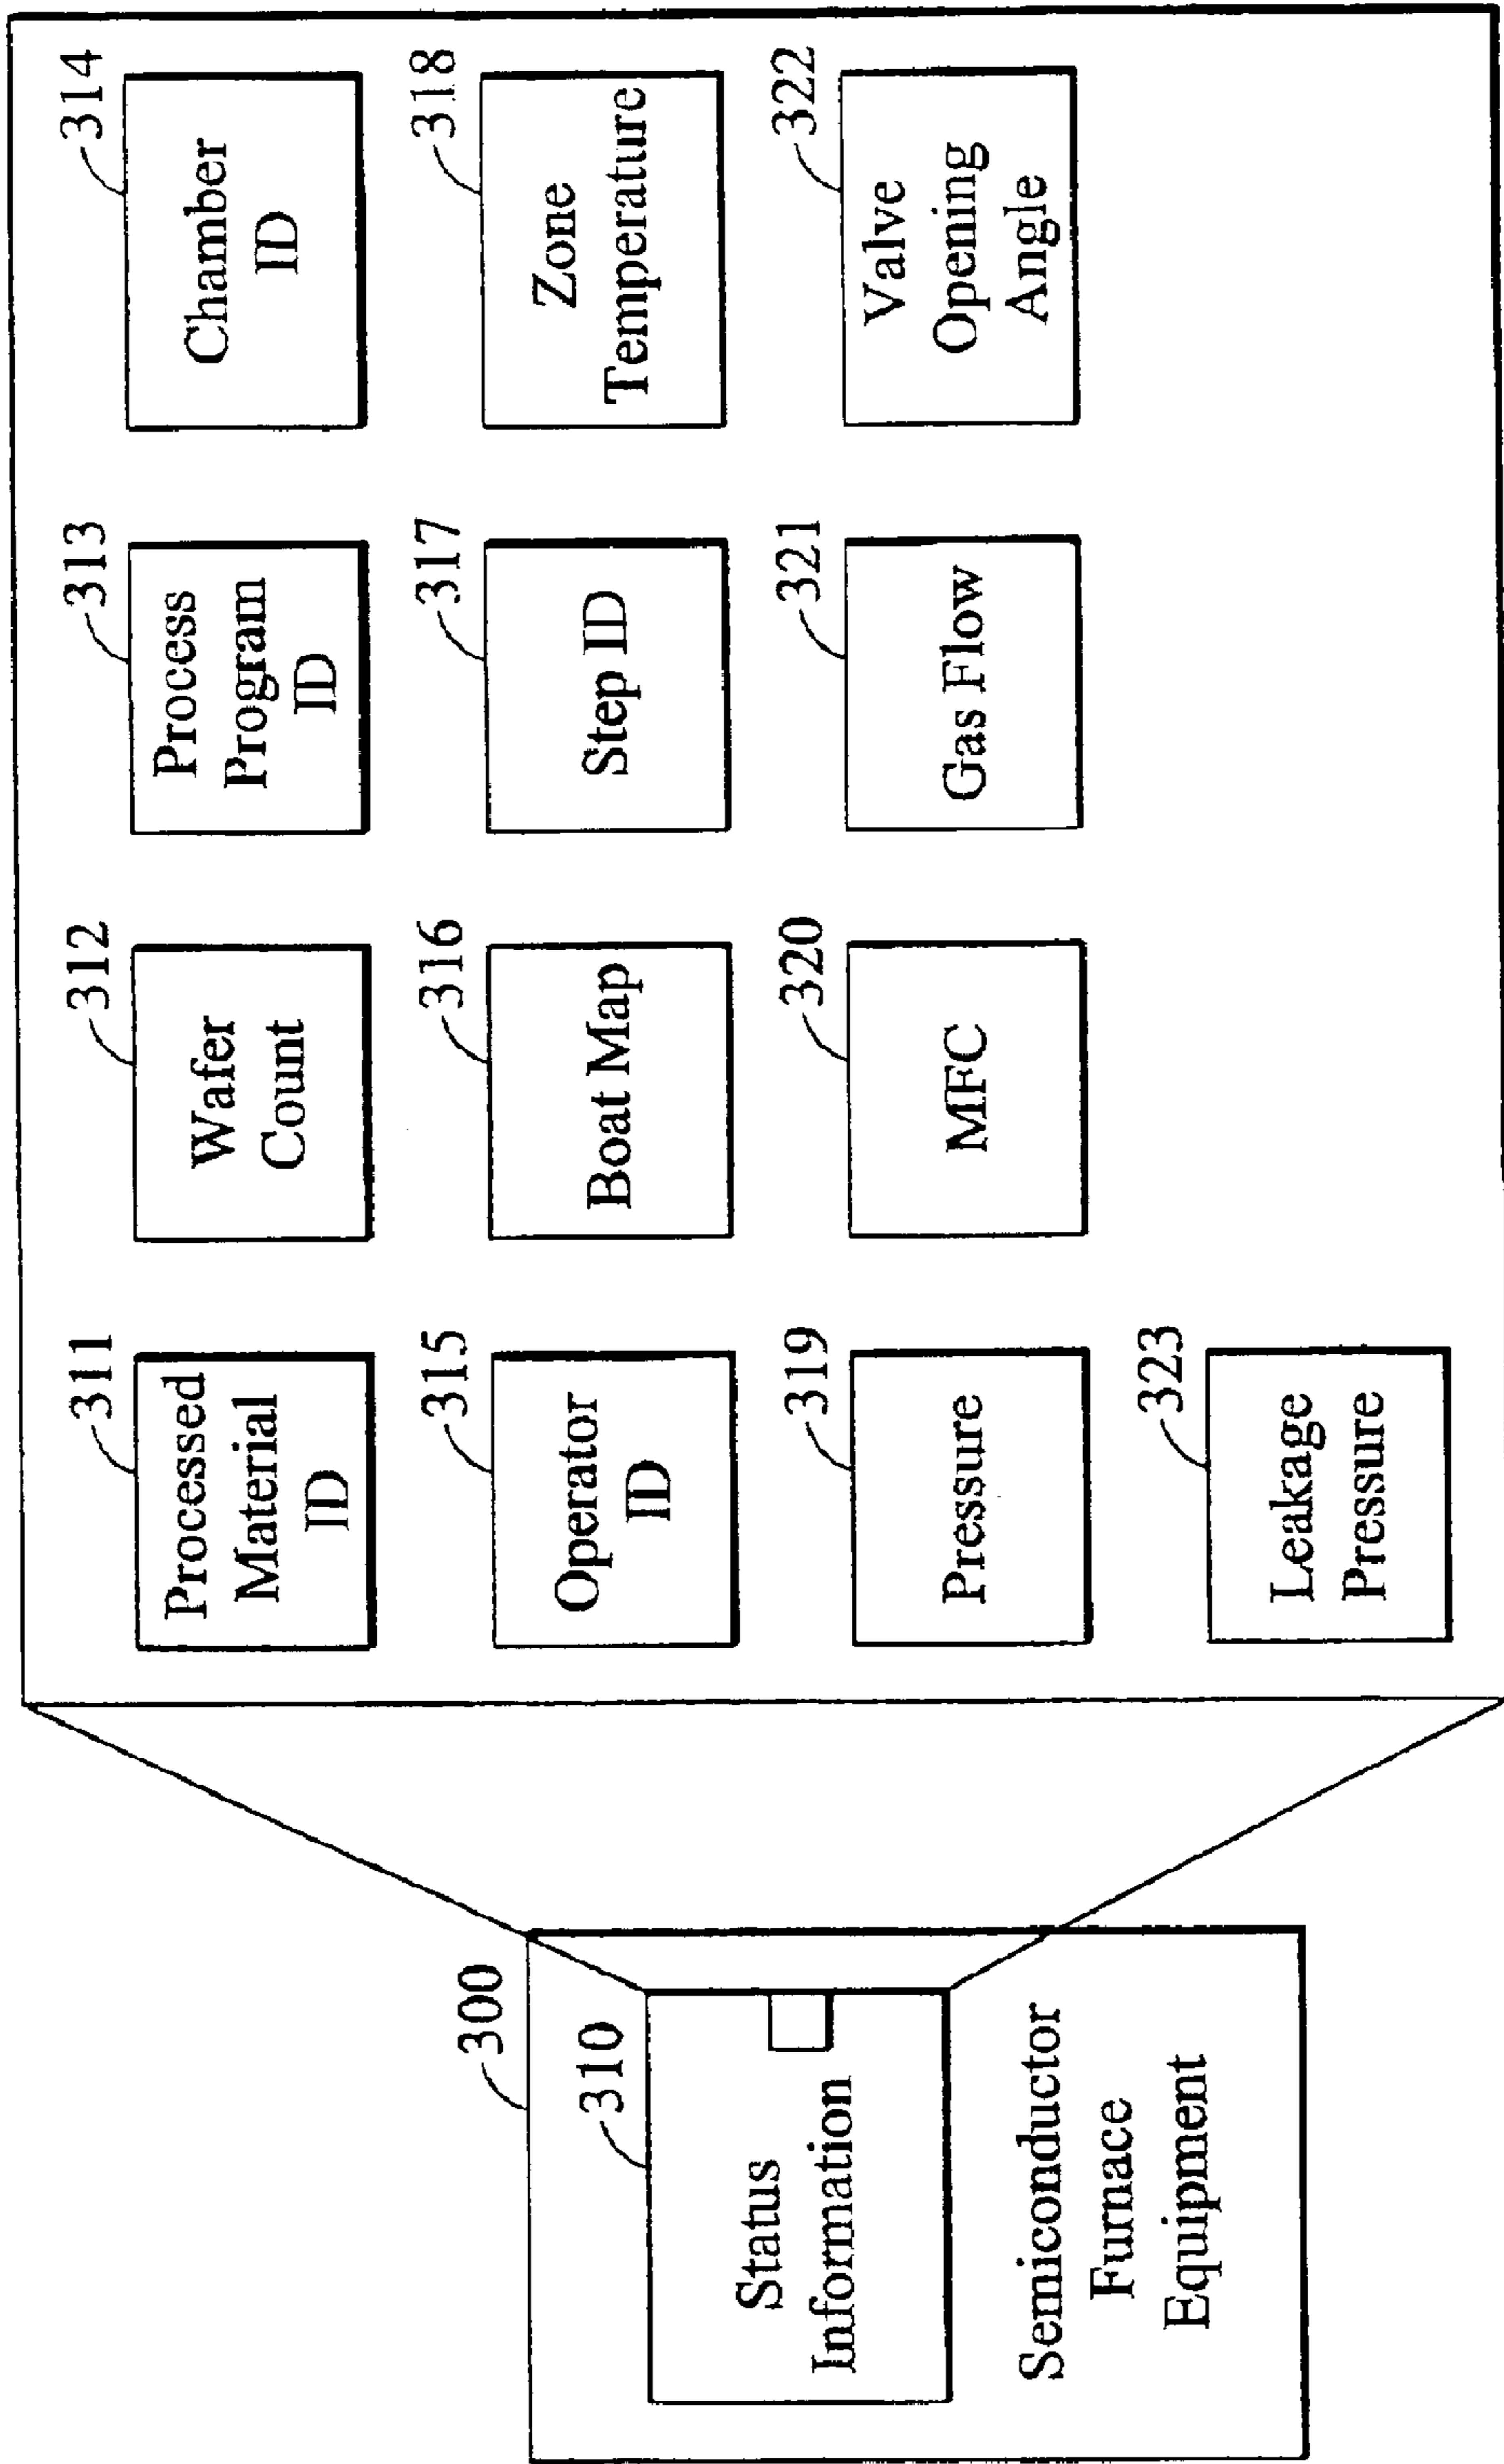 300
310
Status
Information
Semiconductor
Furnace
Equipment
311
Processed
Material
ID
312
Wafer
Count
313
Process
Program
ID
314
Chamber
ID
315
Operator
ID
316
Boat Map
317
Step ID
318
Zone
Temperature
319
Pressure
320
MFC
321
Gas Flow
322
Valve
Opening
Angle
323
Leakage
Pressure